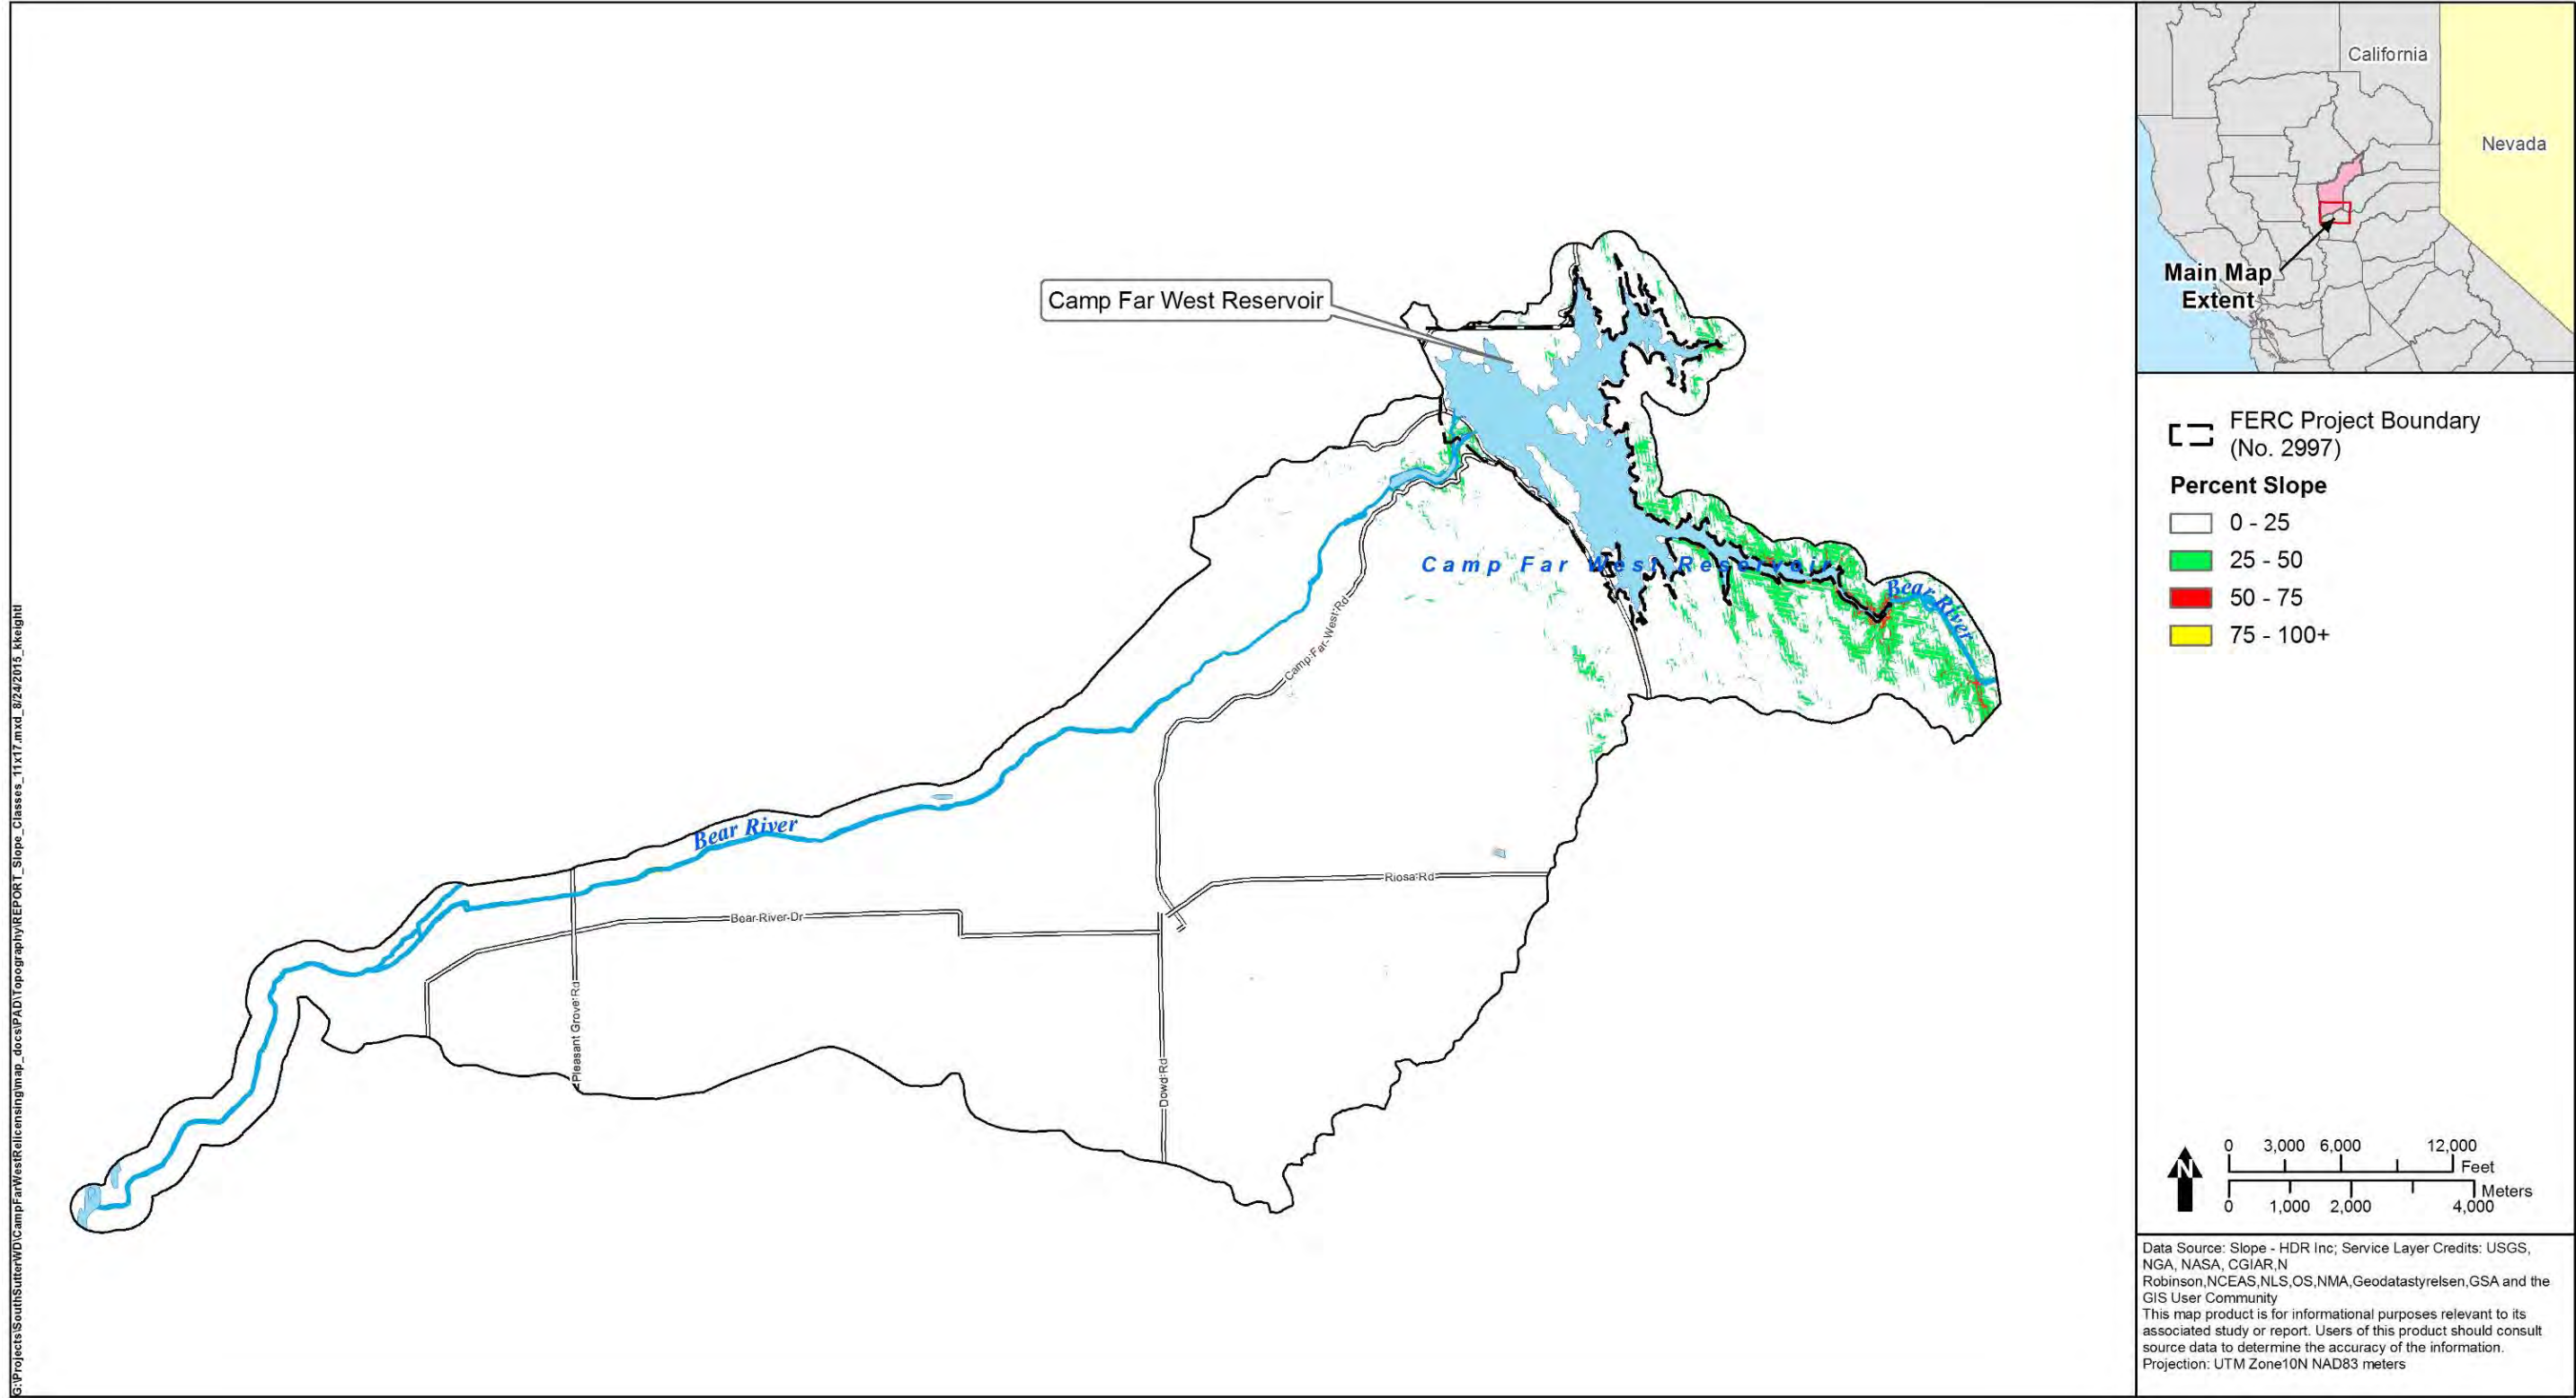 G:\Projects\SouthSutterWD\CampFarWestRelicensing\map_docs\PAD\Topography\REPORT_Slope_Classes_11x17.mxd_8/24/2015_kkeightl
Camp Far West Reservoir
Camp Far West Reservoir
Bear River
Camp Far West Rd
Bear River
Riosa Rd
Bear River Dr
Pleasant Grove Rd
Dowd Rd
California
Nevada
Main Map
Extent
FERC Project Boundary
(No. 2997)
Percent Slope
0 - 25
25 - 50
50 - 75
75 - 100+
N
0 3,000 6,000 12,000
Feet
Meters
0 1,000 2,000 4,000
Data Source: Slope - HDR Inc; Service Layer Credits: USGS,
NGA, NASA, CGIAR,N
Robinson,NCEAS,NLS,OS,NMA,Geodatastyrelsen,GSA and the
GIS User Community
This map product is for informational purposes relevant to its
associated study or report. Users of this product should consult
source data to determine the accuracy of the information.
Projection: UTM Zone10N NAD83 meters